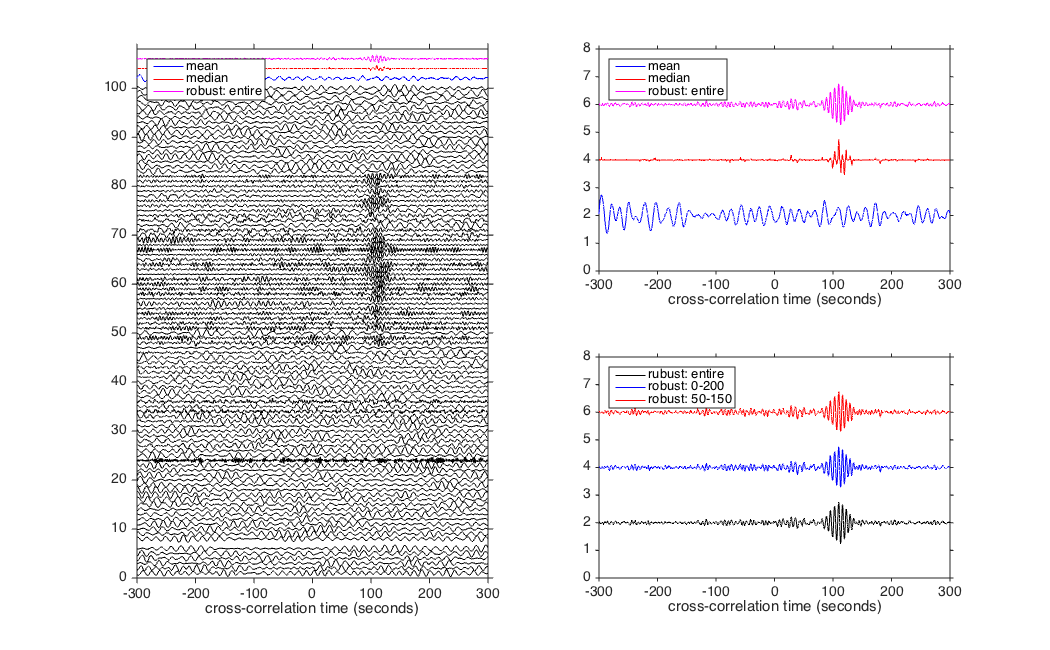 mean
median
robust: entire
100
90
80
70
60
50
40
30
20
10
0
-300 -200 -100 0 100 200 300
cross-correlation time (seconds)
8
7
6
5
4
3
2
1
0
mean
median
robust: entire
-300 -200 -100 0 100 200 300
cross-correlation time (seconds)
8
7
6
5
4
3
2
1
0
rubust: entire
robust: 0-200
robust: 50-150
-300 -200 -100 0 100 200 300
cross-correlation time (seconds)